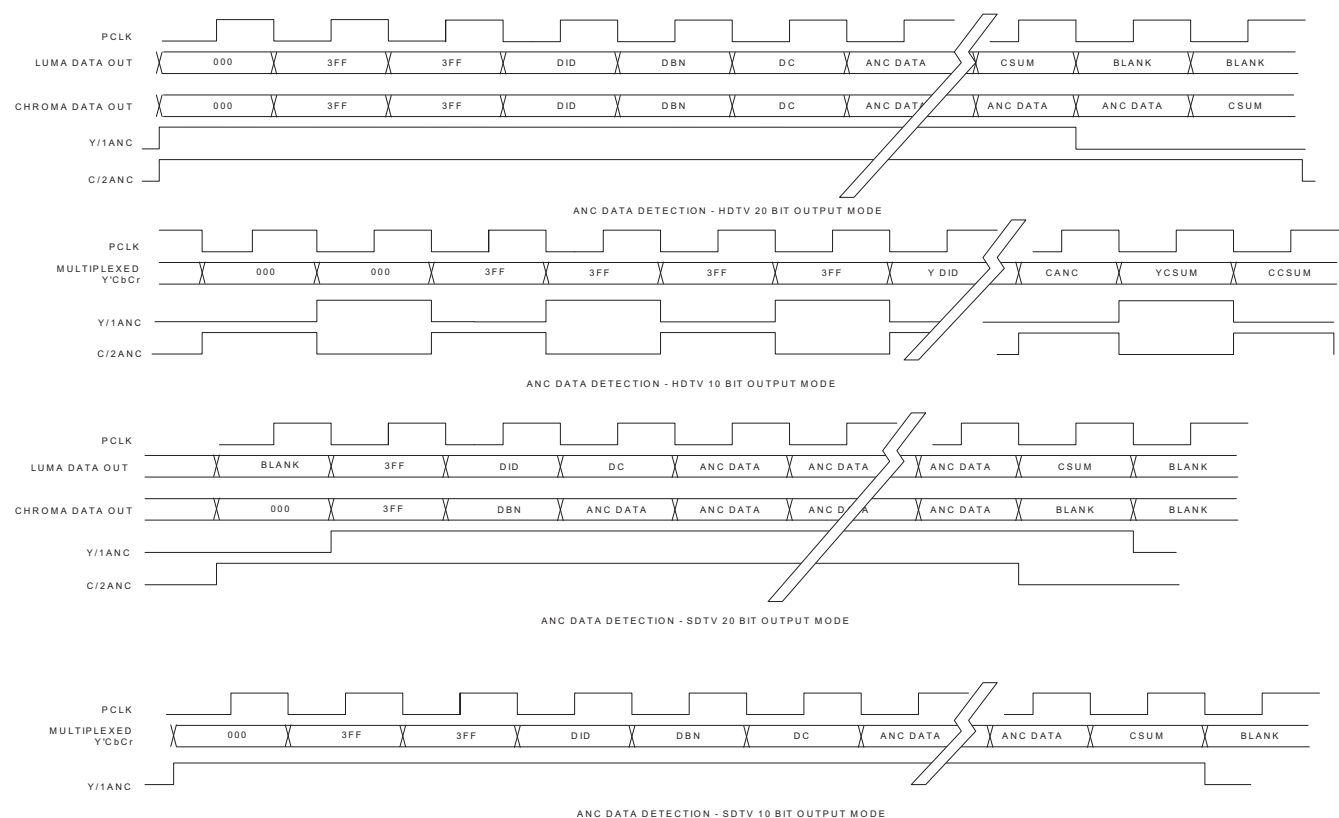 PCLK
LUMA DATA OUT 000 3FF 3FF DID DBN DC ANC DATA CSUM BLANK BLANK
CHROMA DATA OUT 000 3FF 3FF DID DBN DC ANC DATA ANC DATA ANC DATA CSUM
Y/1ANC
C/2ANC
ANC DATA DETECTION - HDTV 20 BIT OUTPUT MODE
PCLK
MULTIPLEXED
Y'CbCr 000 000 3FF 3FF 3FF 3FF Y DID CANC YCSUM CCSUM
Y/1ANC
C/2ANC
ANC DATA DETECTION - HDTV 10 BIT OUTPUT MODE
PCLK
LUMA DATA OUT BLANK 3FF DID DC ANC DATA ANC DATA ANC DATA CSUM BLANK
CHROMA DATA OUT 000 3FF DBN ANC DATA ANC DATA ANC DATA ANC DATA BLANK BLANK
Y/1ANC
C/2ANC
ANC DATA DETECTION - SDTV 20 BIT OUTPUT MODE
PCLK
MULTIPLEXED
Y'CbCr 000 3FF 3FF DID DBN DC ANC DATA ANC DATA CSUM BLANK
Y/1ANC
ANC DATA DETECTION - SDTV 10 BIT OUTPUT MODE